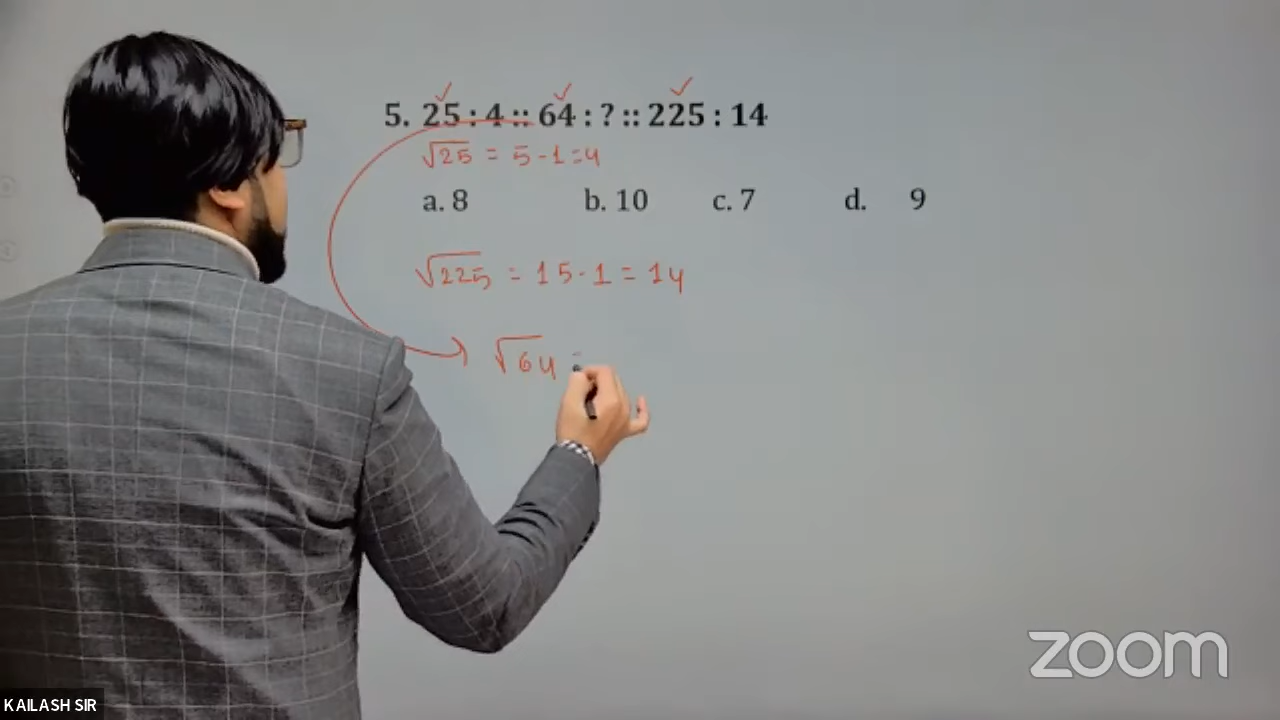 5. 25 : 4 :: 64 : ? :: 225 : 14
√25 = 5 - 1 = 4
a. 8 b. 10 c. 7 d. 9
√225 = 15 - 1 = 14
√64 =
zoom
KAILASH SIR